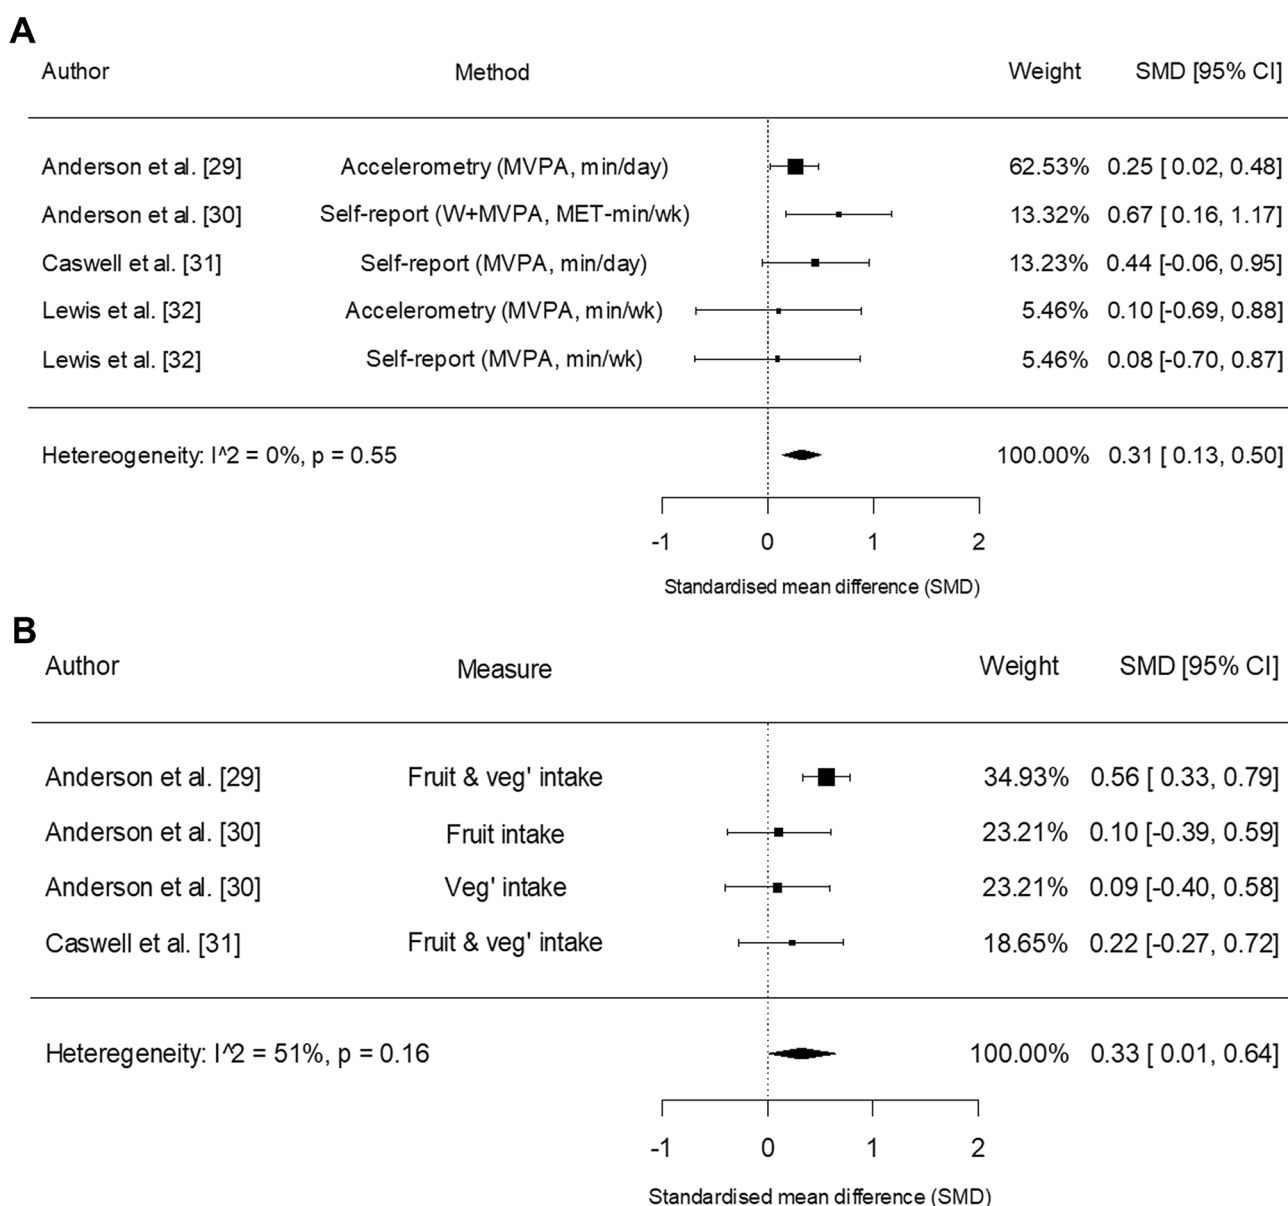 A
Author Method Weight SMD [95% CI]
Anderson et al. [29] Accelerometry (MVPA, min/day) 62.53% 0.25 [ 0.02, 0.48]
Anderson et al. [30] Self-report (W+MVPA, MET-min/wk) 13.32% 0.67 [ 0.16, 1.17]
Caswell et al. [31] Self-report (MVPA, min/day) 13.23% 0.44 [-0.06, 0.95]
Lewis et al. [32] Accelerometry (MVPA, min/wk) 5.46% 0.10 [-0.69, 0.88]
Lewis et al. [32] Self-report (MVPA, min/wk) 5.46% 0.08 [-0.70, 0.87]
Hetereogeneity: I^2 = 0%, p = 0.55 100.00% 0.31 [ 0.13, 0.50]
-1 0 1 2
Standardised mean difference (SMD)
B
Author Measure Weight SMD [95% CI]
Anderson et al. [29] Fruit & veg' intake 34.93% 0.56 [ 0.33, 0.79]
Anderson et al. [30] Fruit intake 23.21% 0.10 [-0.39, 0.59]
Anderson et al. [30] Veg' intake 23.21% 0.09 [-0.40, 0.58]
Caswell et al. [31] Fruit & veg' intake 18.65% 0.22 [-0.27, 0.72]
Heteregeneity: I^2 = 51%, p = 0.16 100.00% 0.33 [ 0.01, 0.64]
-1 0 1 2
Standardised mean difference (SMD)